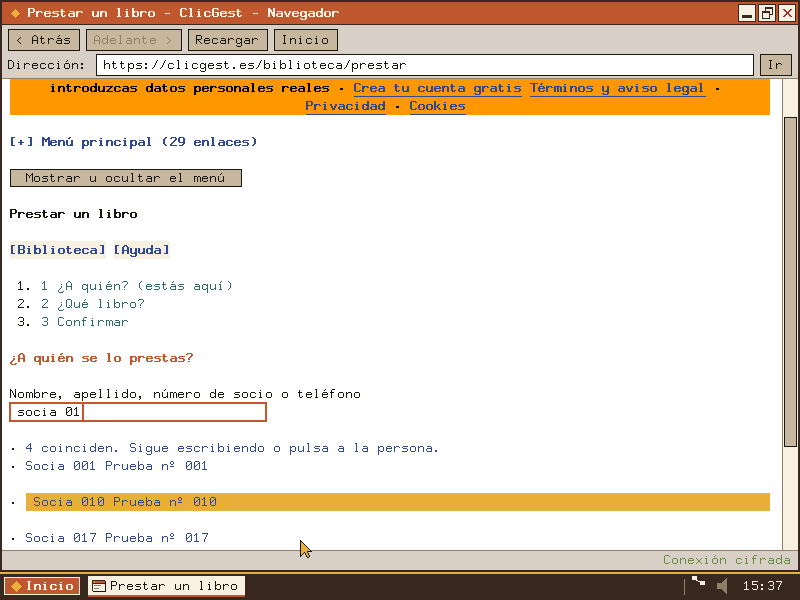 Prestar un libro - ClicGest - Navegador
< Atrás Adelante > Recargar Inicio
Dirección: https://clicgest.es/biblioteca/prestar Ir
introduzcas datos personales reales · Crea tu cuenta gratis Términos y aviso legal ·
Privacidad · Cookies
[+] Menú principal (29 enlaces)
Mostrar u ocultar el menú
Prestar un libro
[Biblioteca] [Ayuda]
1. 1 ¿A quién? (estás aquí)
2. 2 ¿Qué libro?
3. 3 Confirmar
¿A quién se lo prestas?
Nombre, apellido, número de socio o teléfono
socia 01
· 4 coinciden. Sigue escribiendo o pulsa a la persona.
· Socia 001 Prueba nº 001
· Socia 010 Prueba nº 010
· Socia 017 Prueba nº 017
Conexión cifrada
Inicio Prestar un libro 15:37